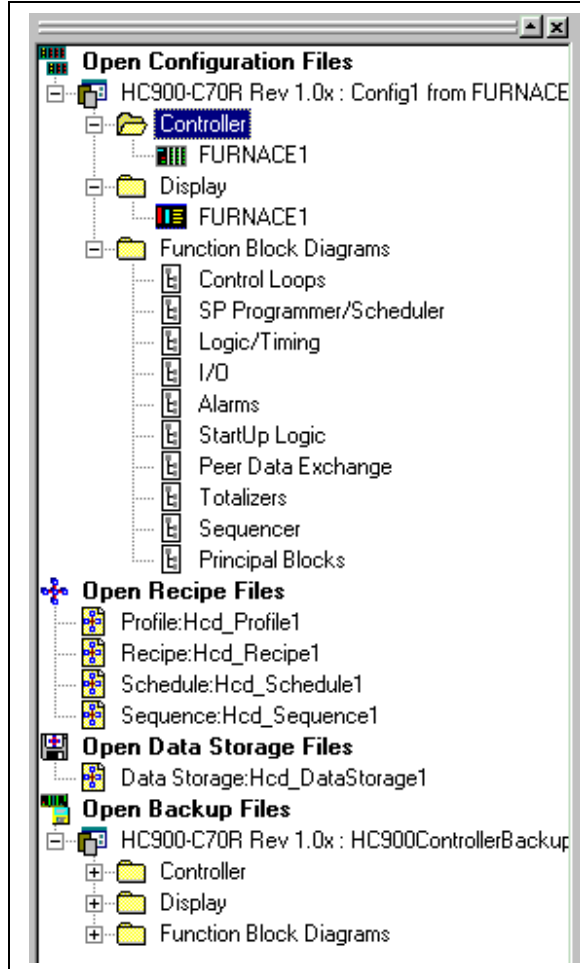 Open Configuration Files
HC900-C70R Rev 1.0x : Config1 from FURNACE
Controller
FURNACE1
Display
FURNACE1
Function Block Diagrams
Control Loops
SP Programmer/Scheduler
Logic/Timing
I/O
Alarms
StartUp Logic
Peer Data Exchange
Totalizers
Sequencer
Principal Blocks
Open Recipe Files
Profile:Hcd_Profile1
Recipe:Hcd_Recipe1
Schedule:Hcd_Schedule1
Sequence:Hcd_Sequence1
Open Data Storage Files
Data Storage:Hcd_DataStorage1
Open Backup Files
HC900-C70R Rev 1.0x : HC900ControllerBackup
Controller
Display
Function Block Diagrams